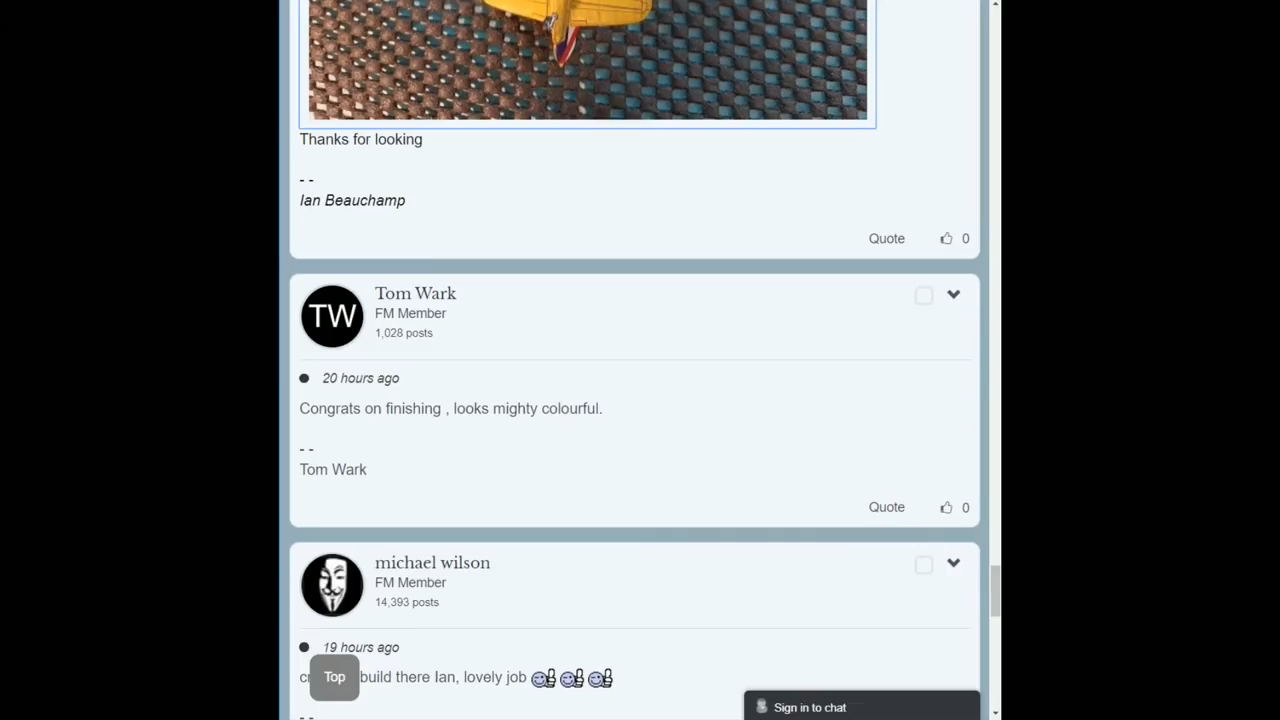 Thanks for looking
- -
Ian Beauchamp
Quote 0
TW
Tom Wark
FM Member
1,028 posts
20 hours ago
Congrats on finishing , looks mighty colourful.
- -
Tom Wark
Quote 0
michael wilson
FM Member
14,393 posts
19 hours ago
Top build there Ian, lovely job
- -
Sign in to chat